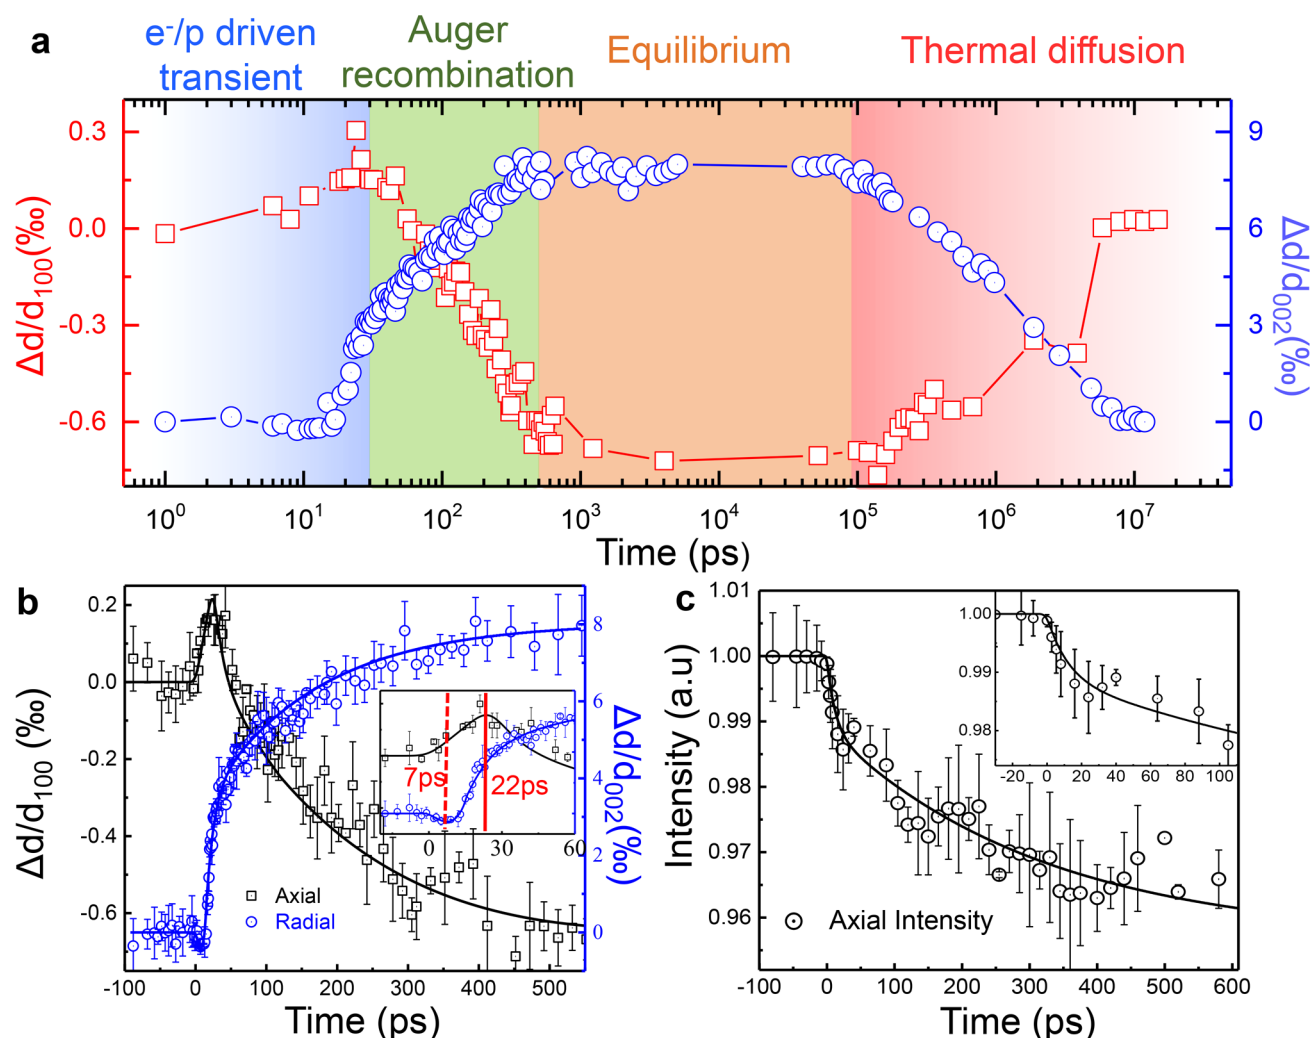 a
e⁻/p driven
transient
Auger
recombination
Equilibrium
Thermal diffusion
0.3
0.0
-0.3
-0.6
Δd/d₁₀₀(‰)
9
6
3
0
Δd/d₀₀₂(‰)
10⁰ 10¹ 10² 10³ 10⁴ 10⁵ 10⁶ 10⁷
Time (ps)
b
0.2
0.0
-0.2
-0.4
-0.6
Δd/d₁₀₀ (‰)
8
6
4
2
0
Δd/d₀₀₂(‰)
7ps
22ps
0 30 60
Axial
Radial
-100 0 100 200 300 400 500
Time (ps)
c
1.01
1.00
0.99
0.98
0.97
0.96
Intensity (a.u)
1.00
0.99
0.98
-20 0 20 40 60 80 100
Axial Intensity
-100 0 100 200 300 400 500 600
Time (ps)